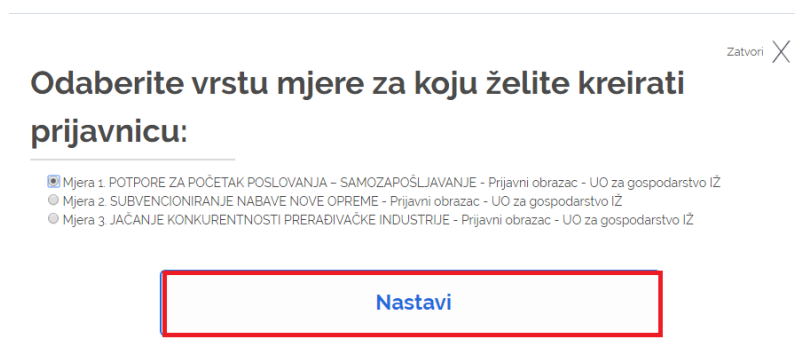 Zatvori X
Odaberite vrstu mjere za koju želite kreirati
prijavnicu:
Mjera 1. POTPORE ZA POČETAK POSLOVANJA – SAMOZAPOŠLJAVANJE - Prijavni obrazac - UO za gospodarstvo IŽ
Mjera 2. SUBVENCIONIRANJE NABAVE NOVE OPREME - Prijavni obrazac - UO za gospodarstvo IŽ
Mjera 3. JAČANJE KONKURENTNOSTI PRERAĐIVAČKE INDUSTRIJE - Prijavni obrazac - UO za gospodarstvo IŽ
Nastavi